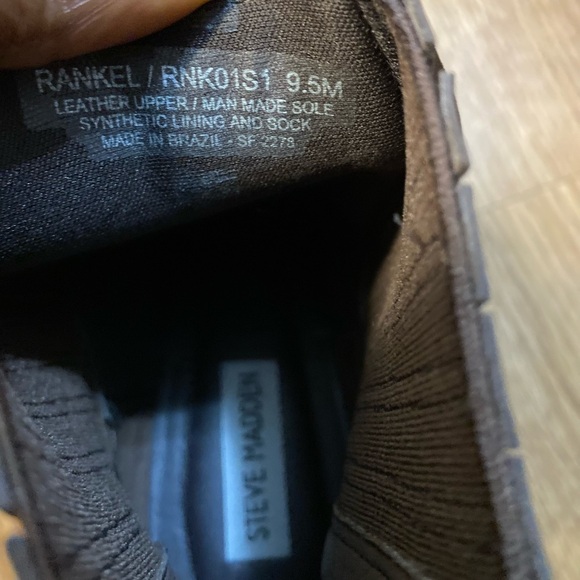 RANKEL / RNK01S1 9.5M
LEATHER UPPER / MAN MADE SOLE
SYNTHETIC LINING AND SOCK
MADE IN BRAZIL - SF 2278
STEVE MADDEN